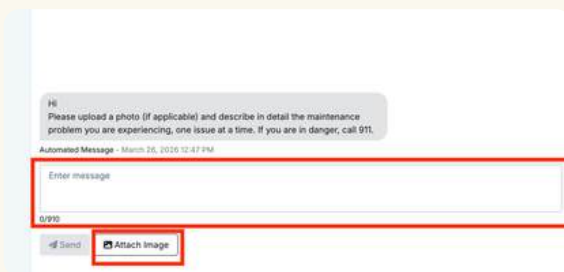 Hi
Please upload a photo (if applicable) and describe in detail the maintenance
problem you are experiencing, one issue at a time. If you are in danger, call 911.
Automated Message - March 26, 2026 12:47 PM
Enter message
0/910
Send Attach Image